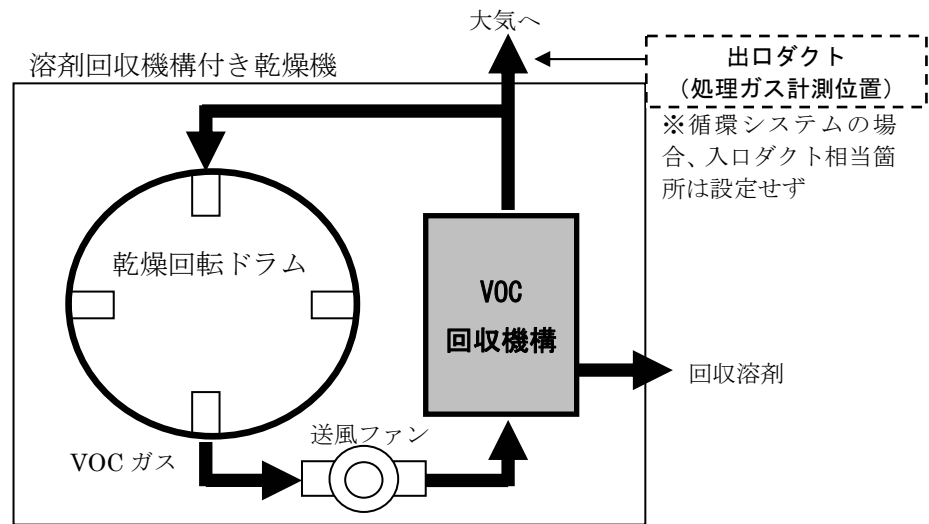 大気へ
溶剤回収機構付き乾燥機
出口ダクト
（処理ガス計測位置）
※循環システムの場
合、入口ダクト相当箇
所は設定せず
乾燥回転ドラム
VOC
回収機構
回収溶剤
送風ファン
VOC ガス